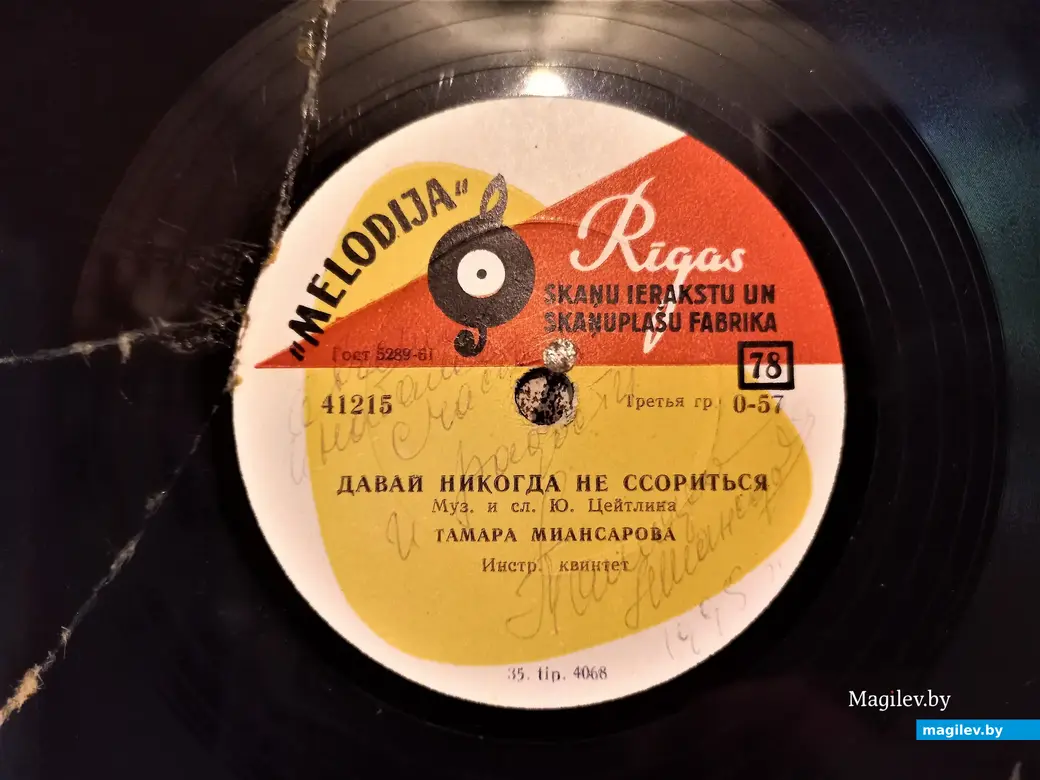 „MELODIJA“
Rīgas
SKAŅU IERAKSTU UN
SKAŅUPLAŠU FABRIKA
Гост 5289-61
78
41215
Третья гр. 0-57
ДАВАЙ НИКОГДА НЕ ССОРИТЬСЯ
Муз. и сл. Ю. Цейтлина
ТАМАРА МИАНСАРОВА
Инстр. квинтет
35. tip. 4068
Magilev.by
magilev.by